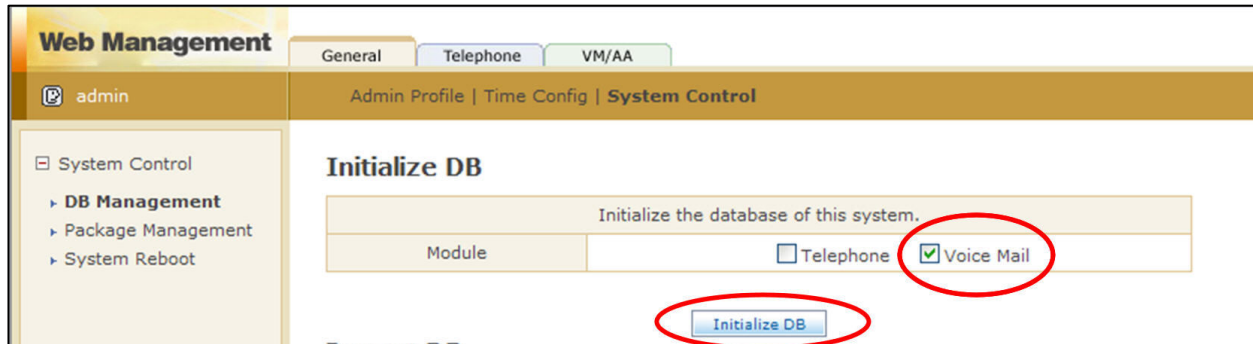 Web Management
General Telephone VM/AA
admin
Admin Profile | Time Config | System Control
System Control
DB Management
Package Management
System Reboot
Initialize DB
Initialize the database of this system.
Module Telephone Voice Mail
Initialize DB